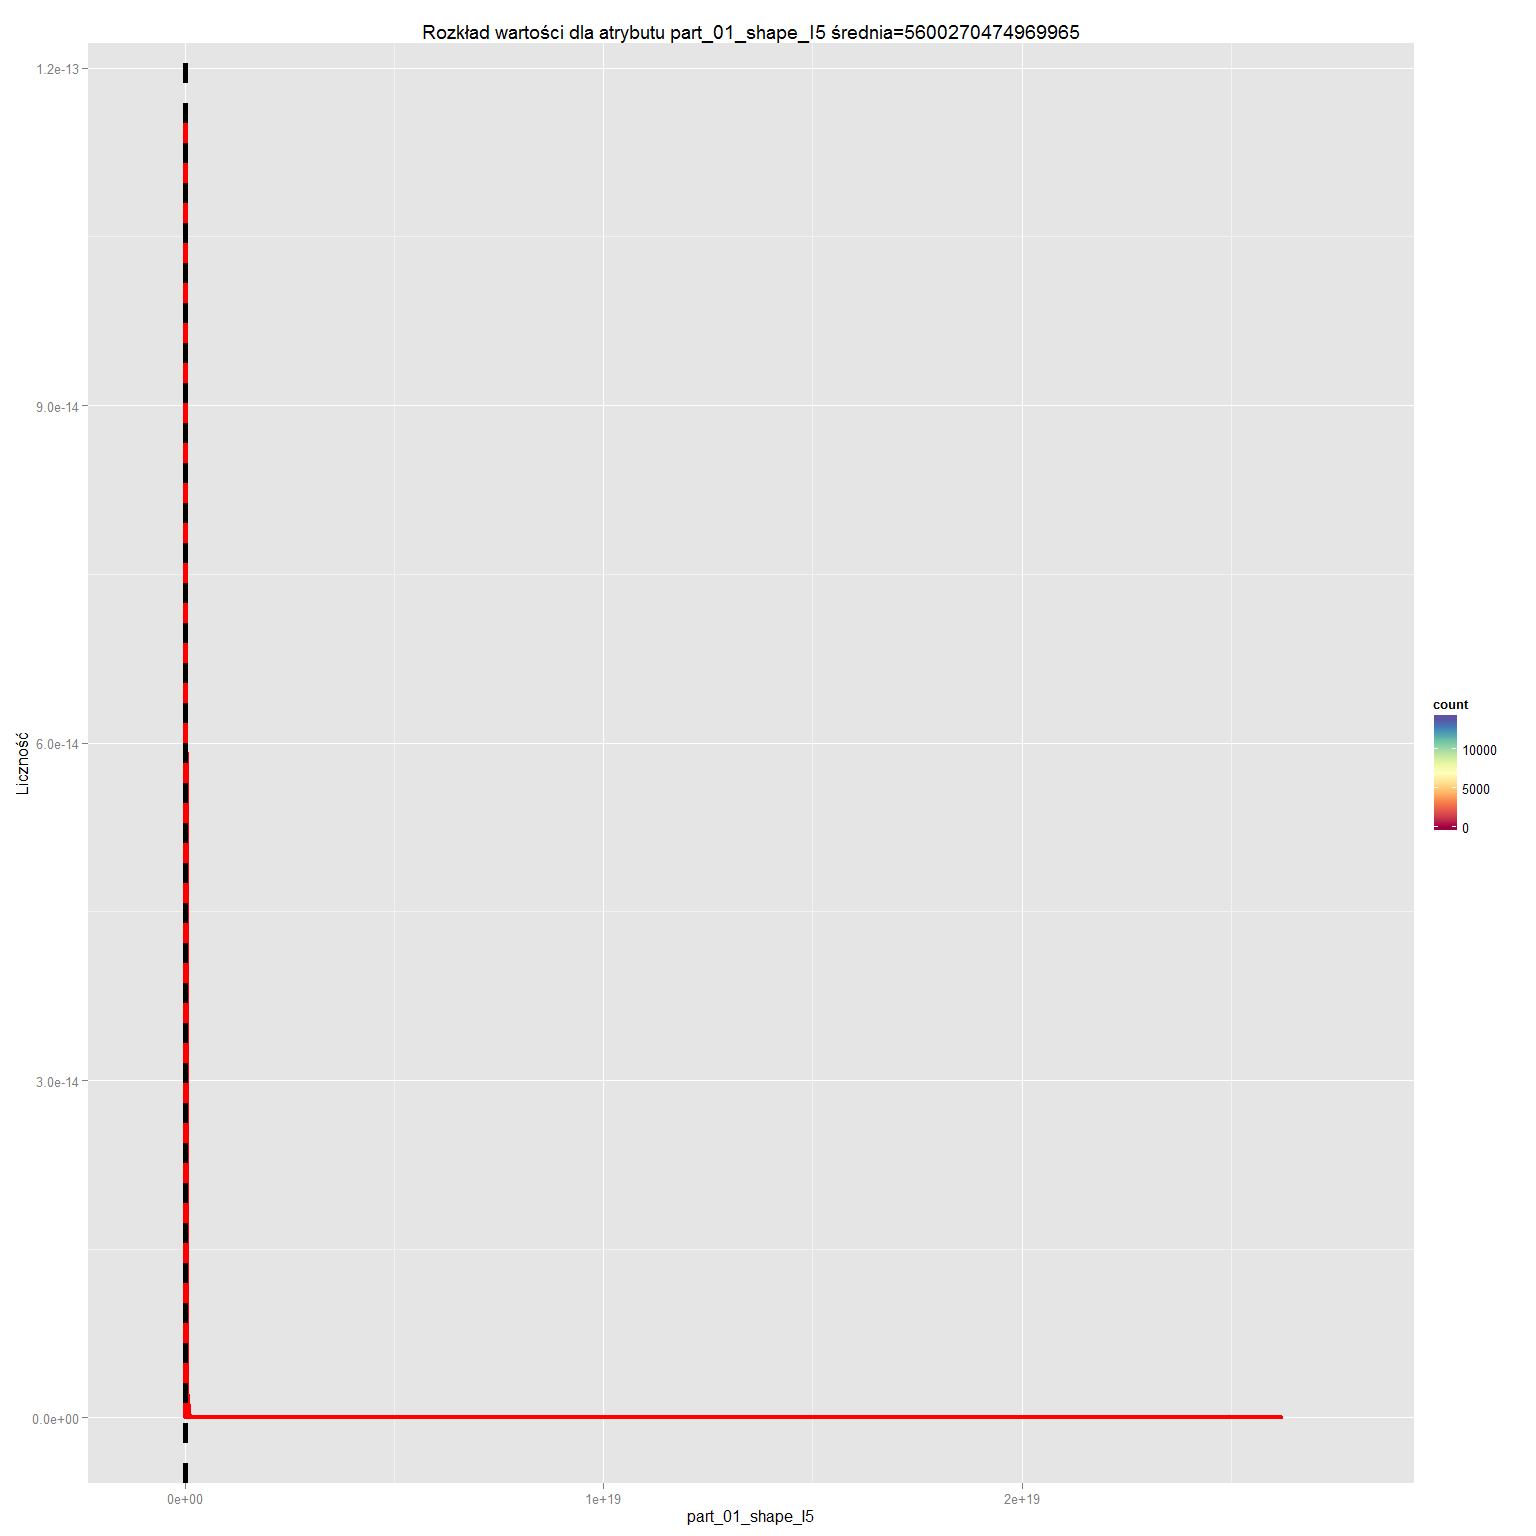 Rozkład wartości dla atrybutu part_01_shape_I5 średnia=5600270474969965
1.2e-13
9.0e-14
6.0e-14
3.0e-14
0.0e+00
Liczność
0e+00
1e+19
2e+19
part_01_shape_I5
count
10000
5000
0